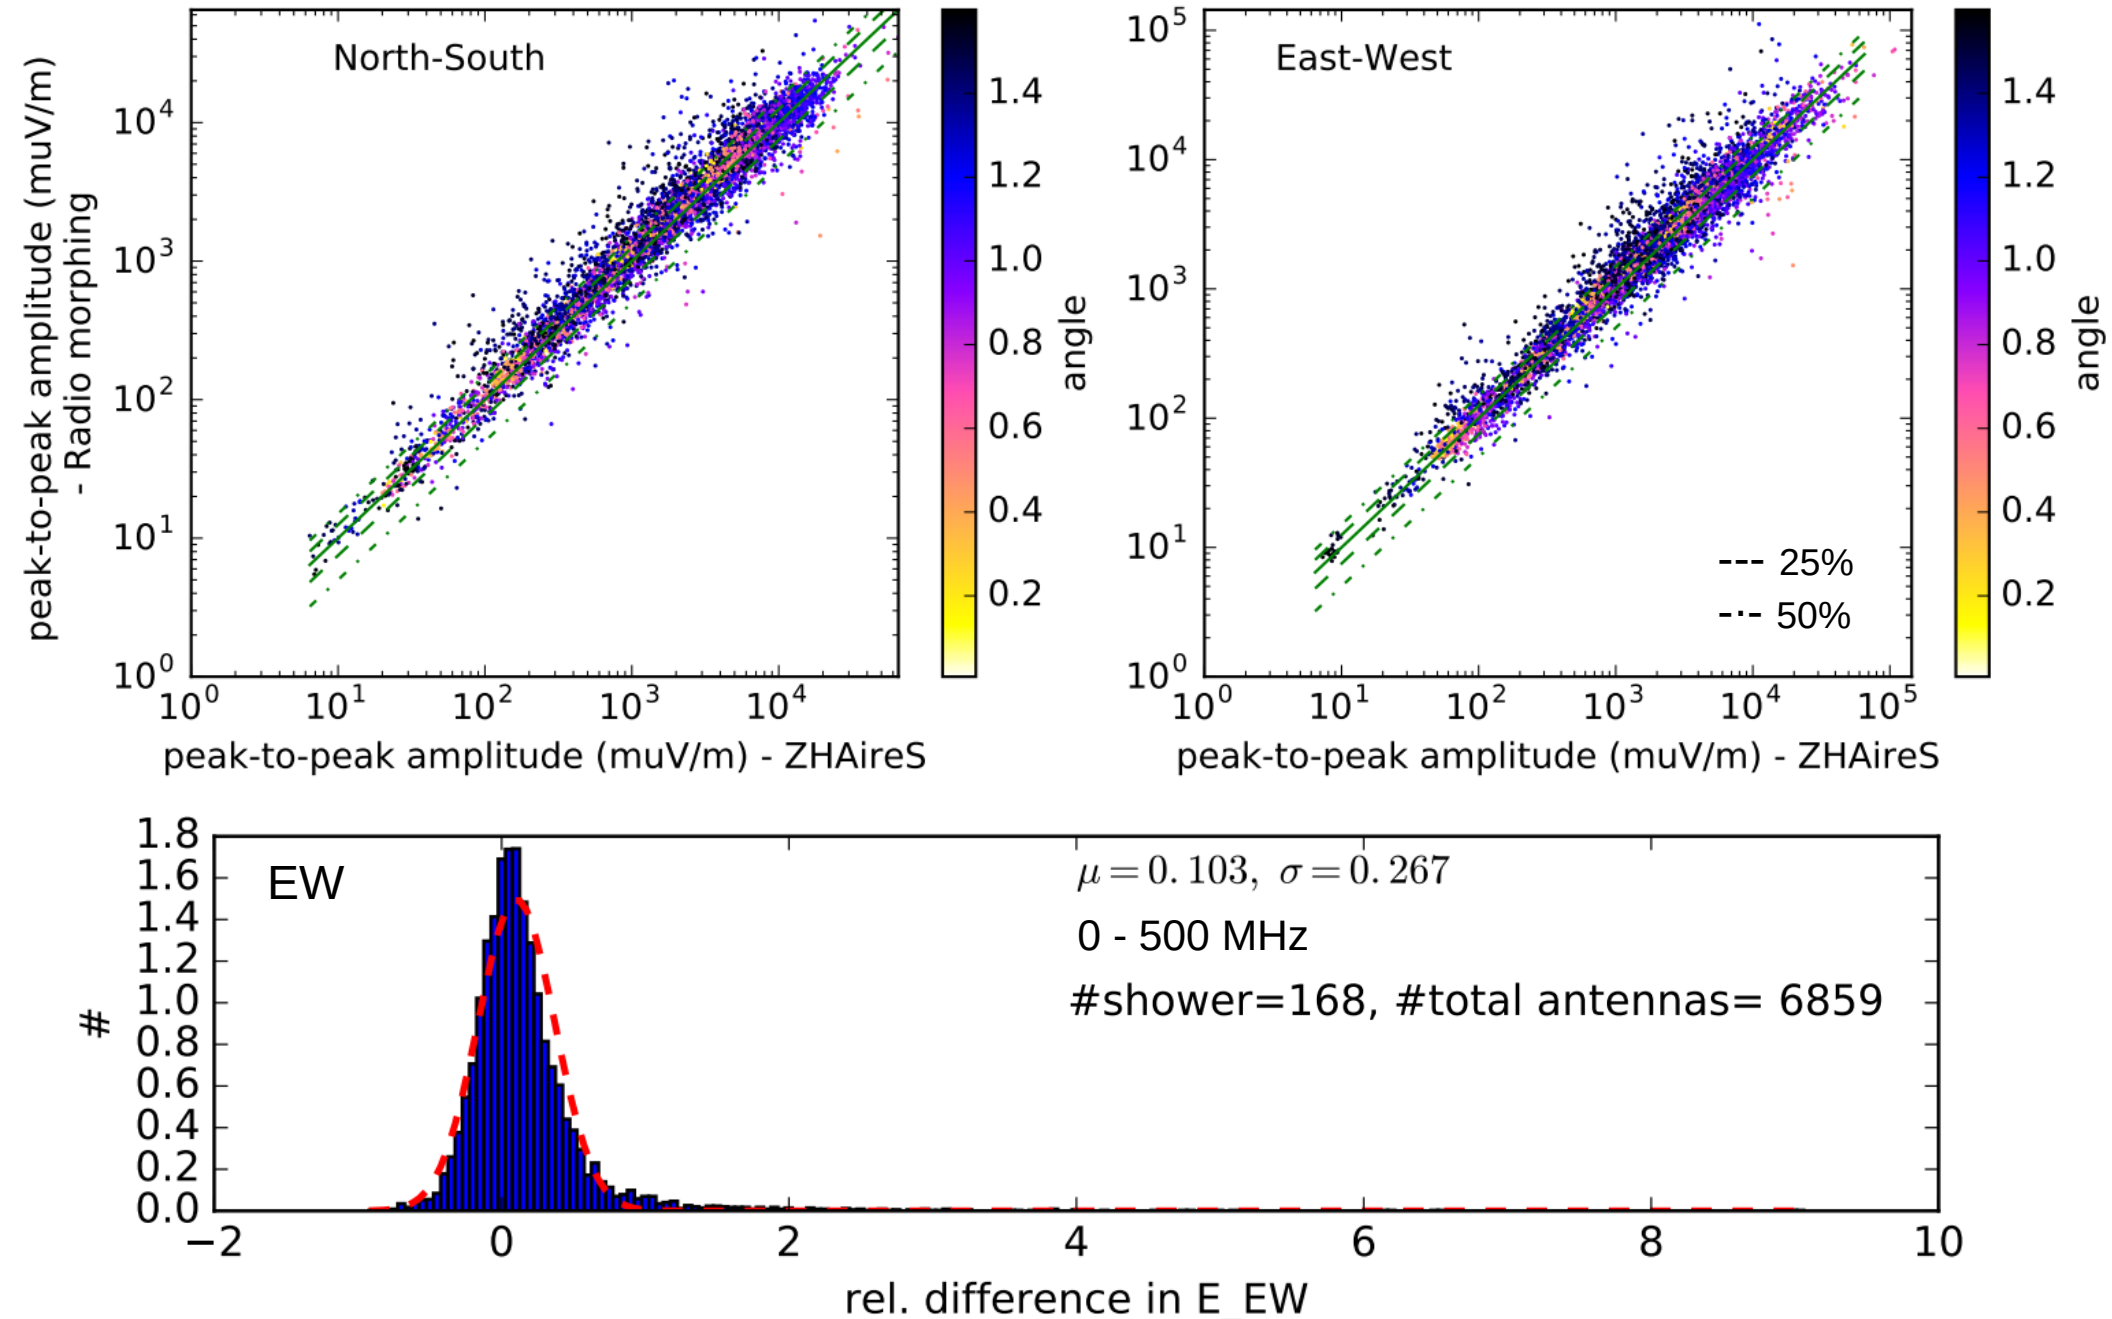 North-South
peak-to-peak amplitude (muV/m)
- Radio morphing
10^4
10^3
10^2
10^1
10^0
10^0 10^1 10^2 10^3 10^4
peak-to-peak amplitude (muV/m) - ZHAireS
1.4
1.2
1.0
0.8
0.6
0.4
0.2
angle
East-West
10^5
10^4
10^3
10^2
10^1
10^0
--- 25%
-·- 50%
10^0 10^1 10^2 10^3 10^4 10^5
peak-to-peak amplitude (muV/m) - ZHAireS
1.4
1.2
1.0
0.8
0.6
0.4
0.2
angle
EW
μ=0.103, σ=0.267
0 - 500 MHz
#shower=168, #total antennas= 6859
#
1.8
1.6
1.4
1.2
1.0
0.8
0.6
0.4
0.2
0.0
−2 0 2 4 6 8 10
rel. difference in E_EW